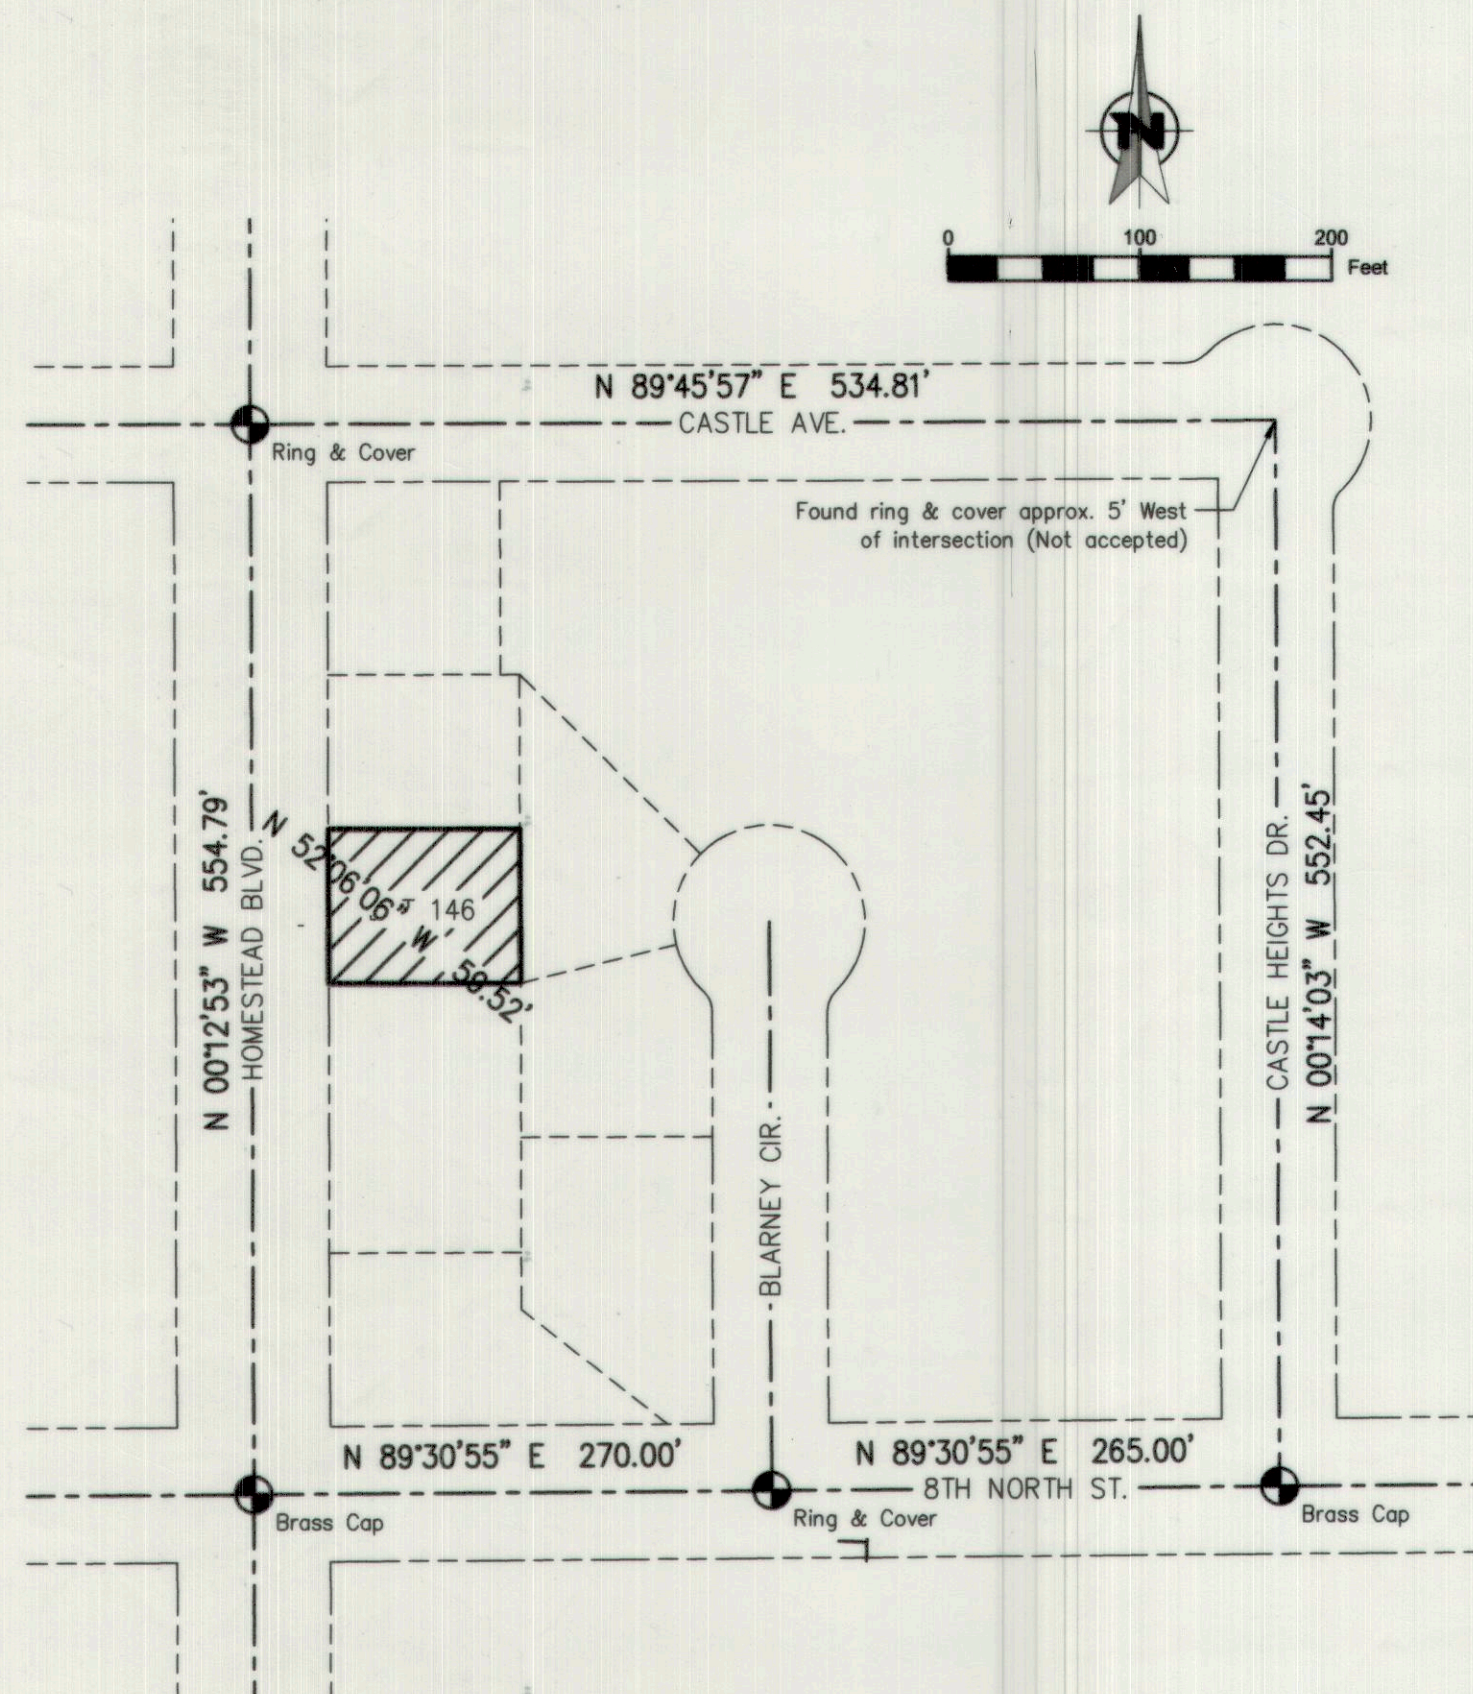 N
0 100 200
Feet
N 89°45'57" E 534.81'
CASTLE AVE.
Ring & Cover
Found ring & cover approx. 5' West
of intersection (Not accepted)
N 00°12'53" W 554.79'
HOMESTEAD BLVD.
N 52°06'06"
W
146
CASTLE HEIGHTS DR.
N 00°14'03" W 552.45'
BLARNEY CIR.
N 89°30'55" E 270.00'
N 89°30'55" E 265.00'
8TH NORTH ST.
Brass Cap
Ring & Cover
Brass Cap